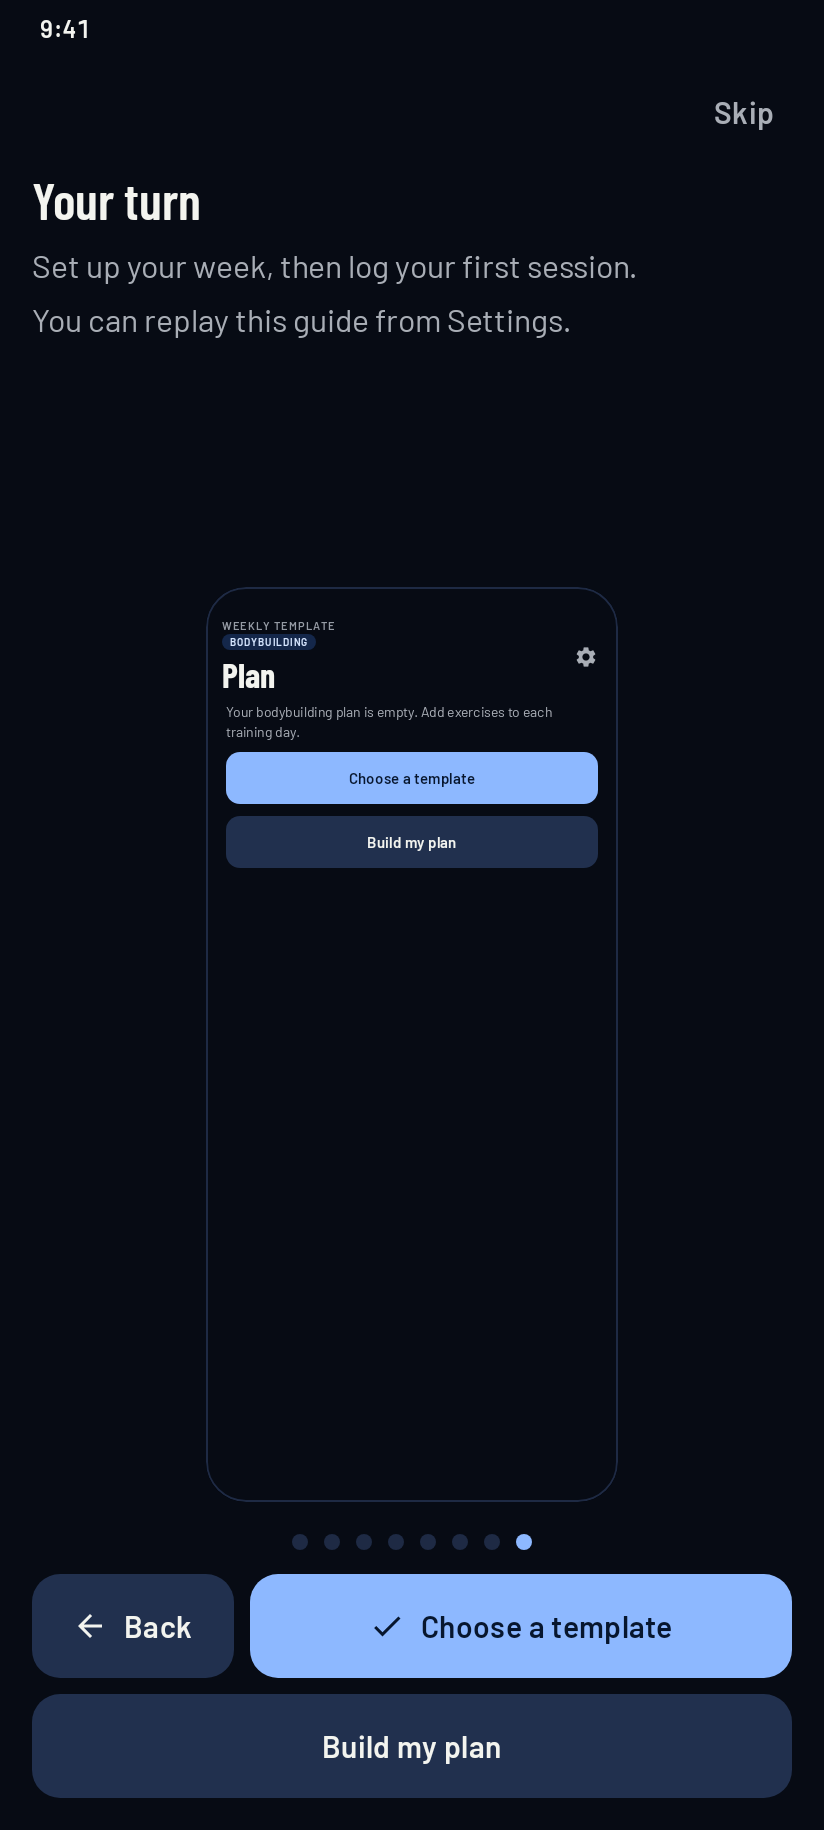 9:41
Skip
Your turn
Set up your week, then log your first session.
You can replay this guide from Settings.
WEEKLY TEMPLATE
BODYBUILDING
Plan
Your bodybuilding plan is empty. Add exercises to each
training day.
Choose a template
Build my plan
Back
Choose a template
Build my plan